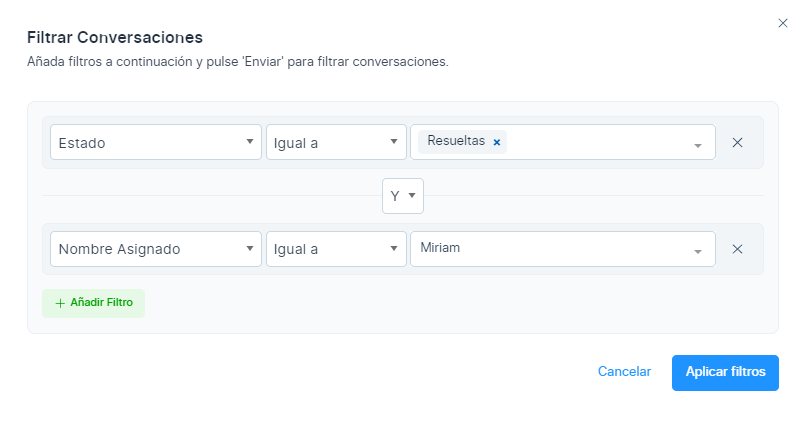 Filtrar Conversaciones
Añada filtros a continuación y pulse 'Enviar' para filtrar conversaciones.
Estado Igual a Resueltas
Y
Nombre Asignado Igual a Miriam
+ Añadir Filtro
Cancelar Aplicar filtros